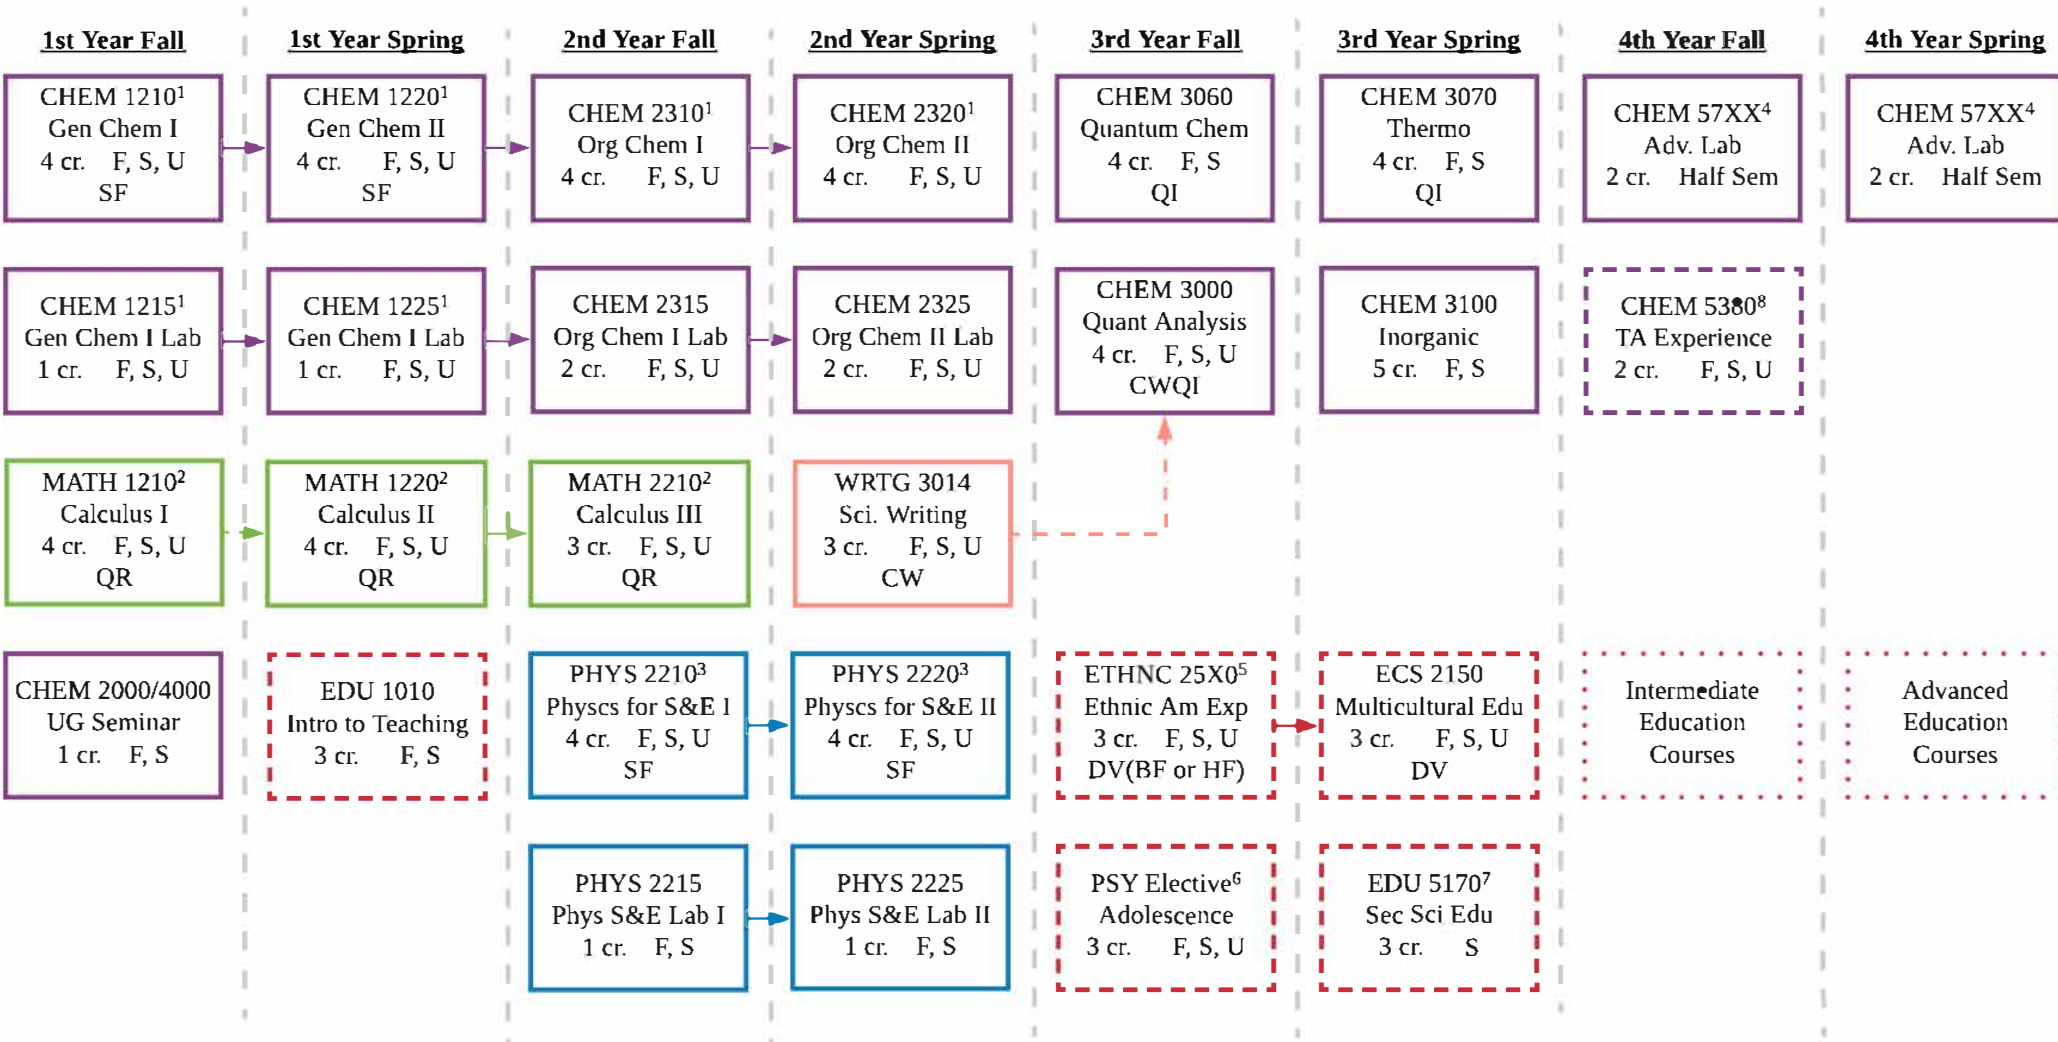 1st Year Fall
1st Year Spring
2nd Year Fall
2nd Year Spring
3rd Year Fall
3rd Year Spring
4th Year Fall
4th Year Spring
CHEM 1210¹
Gen Chem I
4 cr. F, S, U
SF
CHEM 1220¹
Gen Chem II
4 cr. F, S, U
SF
CHEM 2310¹
Org Chem I
4 cr. F, S, U
CHEM 2320¹
Org Chem II
4 cr. F, S, U
CHEM 3060
Quantum Chem
4 cr. F, S
QI
CHEM 3070
Thermo
4 cr. F, S
QI
CHEM 57XX⁴
Adv. Lab
2 cr. Half Sem
CHEM 57XX⁴
Adv. Lab
2 cr. Half Sem
CHEM 1215¹
Gen Chem I Lab
1 cr. F, S, U
CHEM 1225¹
Gen Chem I Lab
1 cr. F, S, U
CHEM 2315
Org Chem I Lab
2 cr. F, S, U
CHEM 2325
Org Chem II Lab
2 cr. F, S, U
CHEM 3000
Quant Analysis
4 cr. F, S, U
CWQI
CHEM 3100
Inorganic
5 cr. F, S
CHEM 5380⁸
TA Experience
2 cr. F, S, U
MATH 1210²
Calculus I
4 cr. F, S, U
QR
MATH 1220²
Calculus II
4 cr. F, S, U
QR
MATH 2210²
Calculus III
3 cr. F, S, U
QR
WRTG 3014
Sci. Writing
3 cr. F, S, U
CW
CHEM 2000/4000
UG Seminar
1 cr. F, S
EDU 1010
Intro to Teaching
3 cr. F, S
PHYS 2210³
Physcs for S&E I
4 cr. F, S, U
SF
PHYS 2220³
Physcs for S&E II
4 cr. F, S, U
SF
ETHNC 25X0⁵
Ethnic Am Exp
3 cr. F, S, U
DV(BF or HF)
ECS 2150
Multicultural Edu
3 cr. F, S, U
DV
Intermediate
Education
Courses
Advanced
Education
Courses
PHYS 2215
Phys S&E Lab I
1 cr. F, S
PHYS 2225
Phys S&E Lab II
1 cr. F, S
PSY Elective⁶
Adolescence
3 cr. F, S, U
EDU 5170⁷
Sec Sci Edu
3 cr. S